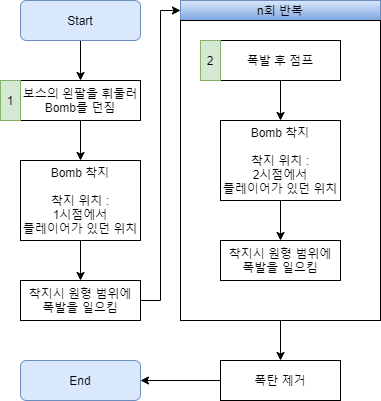 Start
1
보스의 왼팔을 휘둘러
Bomb를 던짐
Bomb 착지
착지 위치 :
1시점에서
플레이어가 있던 위치
착지시 원형 범위에
폭발을 일으킴
n회 반복
2
폭발 후 점프
Bomb 착지
착지 위치 :
2시점에서
플레이어가 있던 위치
착지시 원형 범위에
폭발을 일으킴
폭탄 제거
End